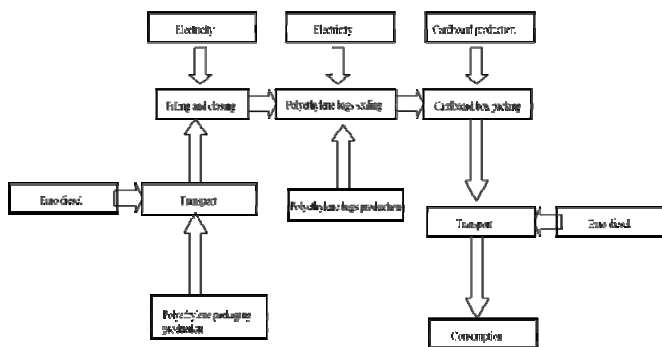 Electricity
Electricity
Cardboard production
Filling and closing
Polyethylene bags sealing
Cardboard box packing
Euro diesel
Transport
Polyethylene bags production
Transport
Euro diesel
Polyethylene packaging
production
Consumption